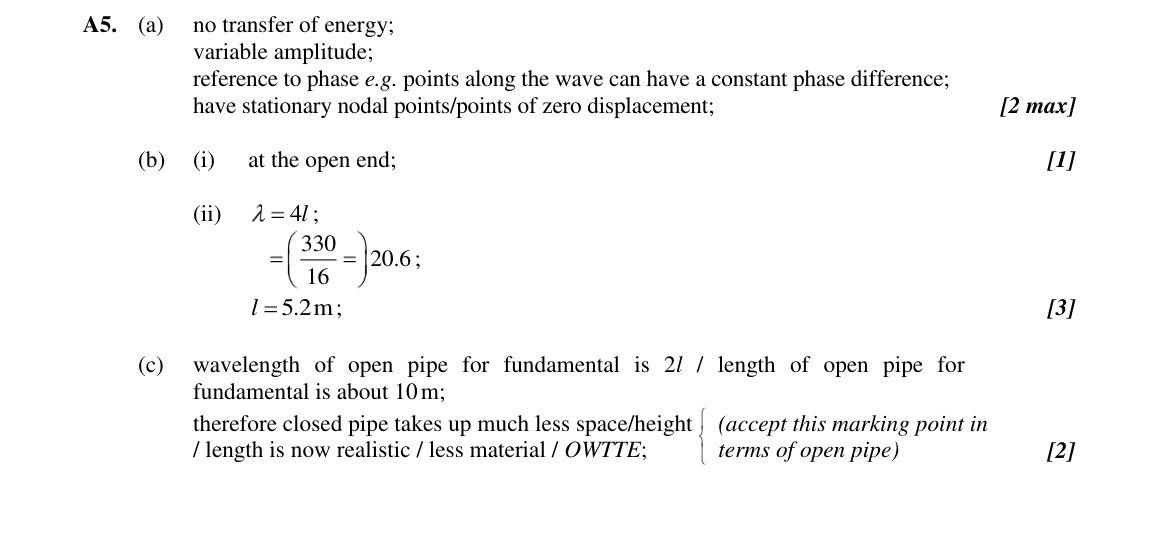 A5. (a) no transfer of energy;
variable amplitude;
reference to phase e.g. points along the wave can have a constant phase difference;
have stationary nodal points/points of zero displacement; [2 max]
(b) (i) at the open end; [1]
(ii) λ = 4l ;
= ( 330/16 = ) 20.6 ;
l = 5.2 m ; [3]
(c) wavelength of open pipe for fundamental is 2l / length of open pipe for
fundamental is about 10 m;
therefore closed pipe takes up much less space/height { (accept this marking point in
/ length is now realistic / less material / OWTTE; terms of open pipe) [2]